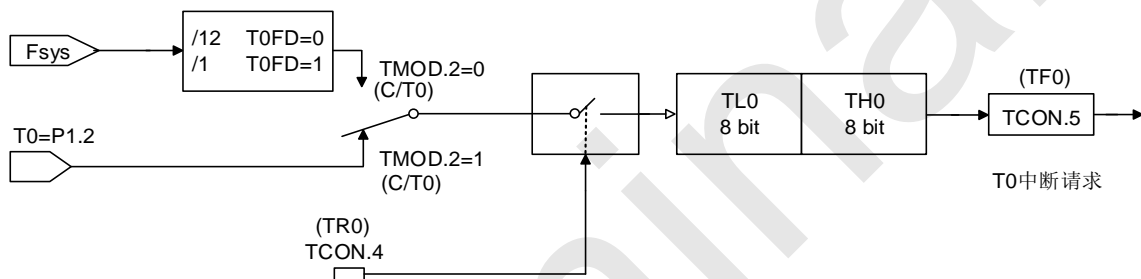 Fsys
/12 T0FD=0
/1 T0FD=1
TMOD.2=0
(C/T0)
T0=P1.2
TMOD.2=1
(C/T0)
(TR0)
TCON.4
TL0
8 bit
TH0
8 bit
(TF0)
TCON.5
T0中断请求